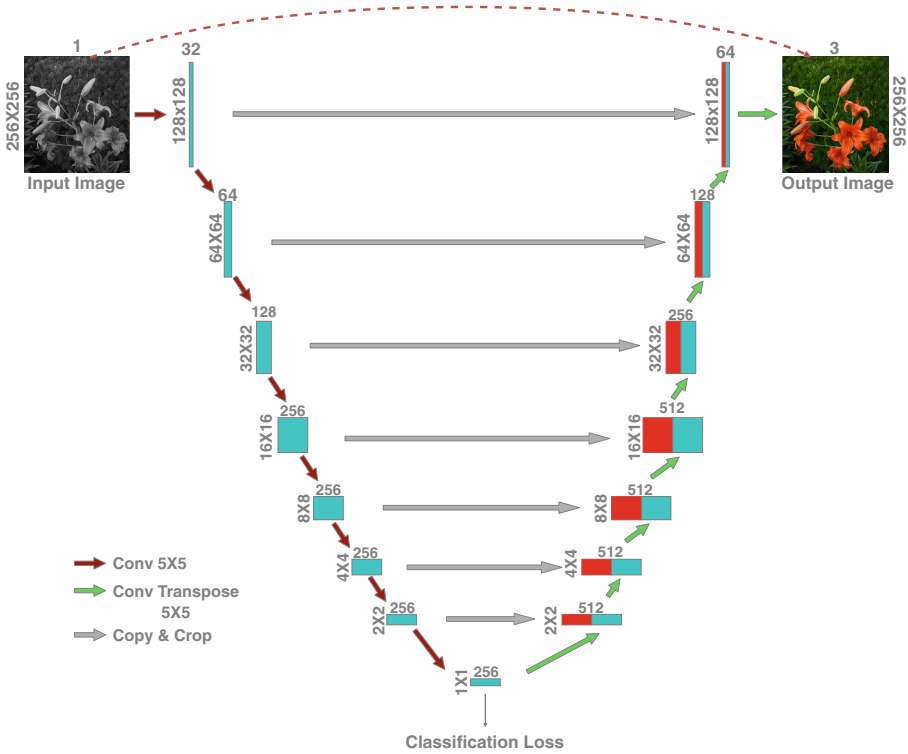 1
32
64
3
256X256
128x128
128x128
256X256
Input Image
Output Image
64
128
64X64
64X64
128
256
32X32
32X32
256
512
16X16
16X16
256
512
8X8
8X8
256
512
4X4
4X4
256
512
2X2
2X2
256
1X1
Conv 5X5
Conv Transpose
5X5
Copy & Crop
Classification Loss